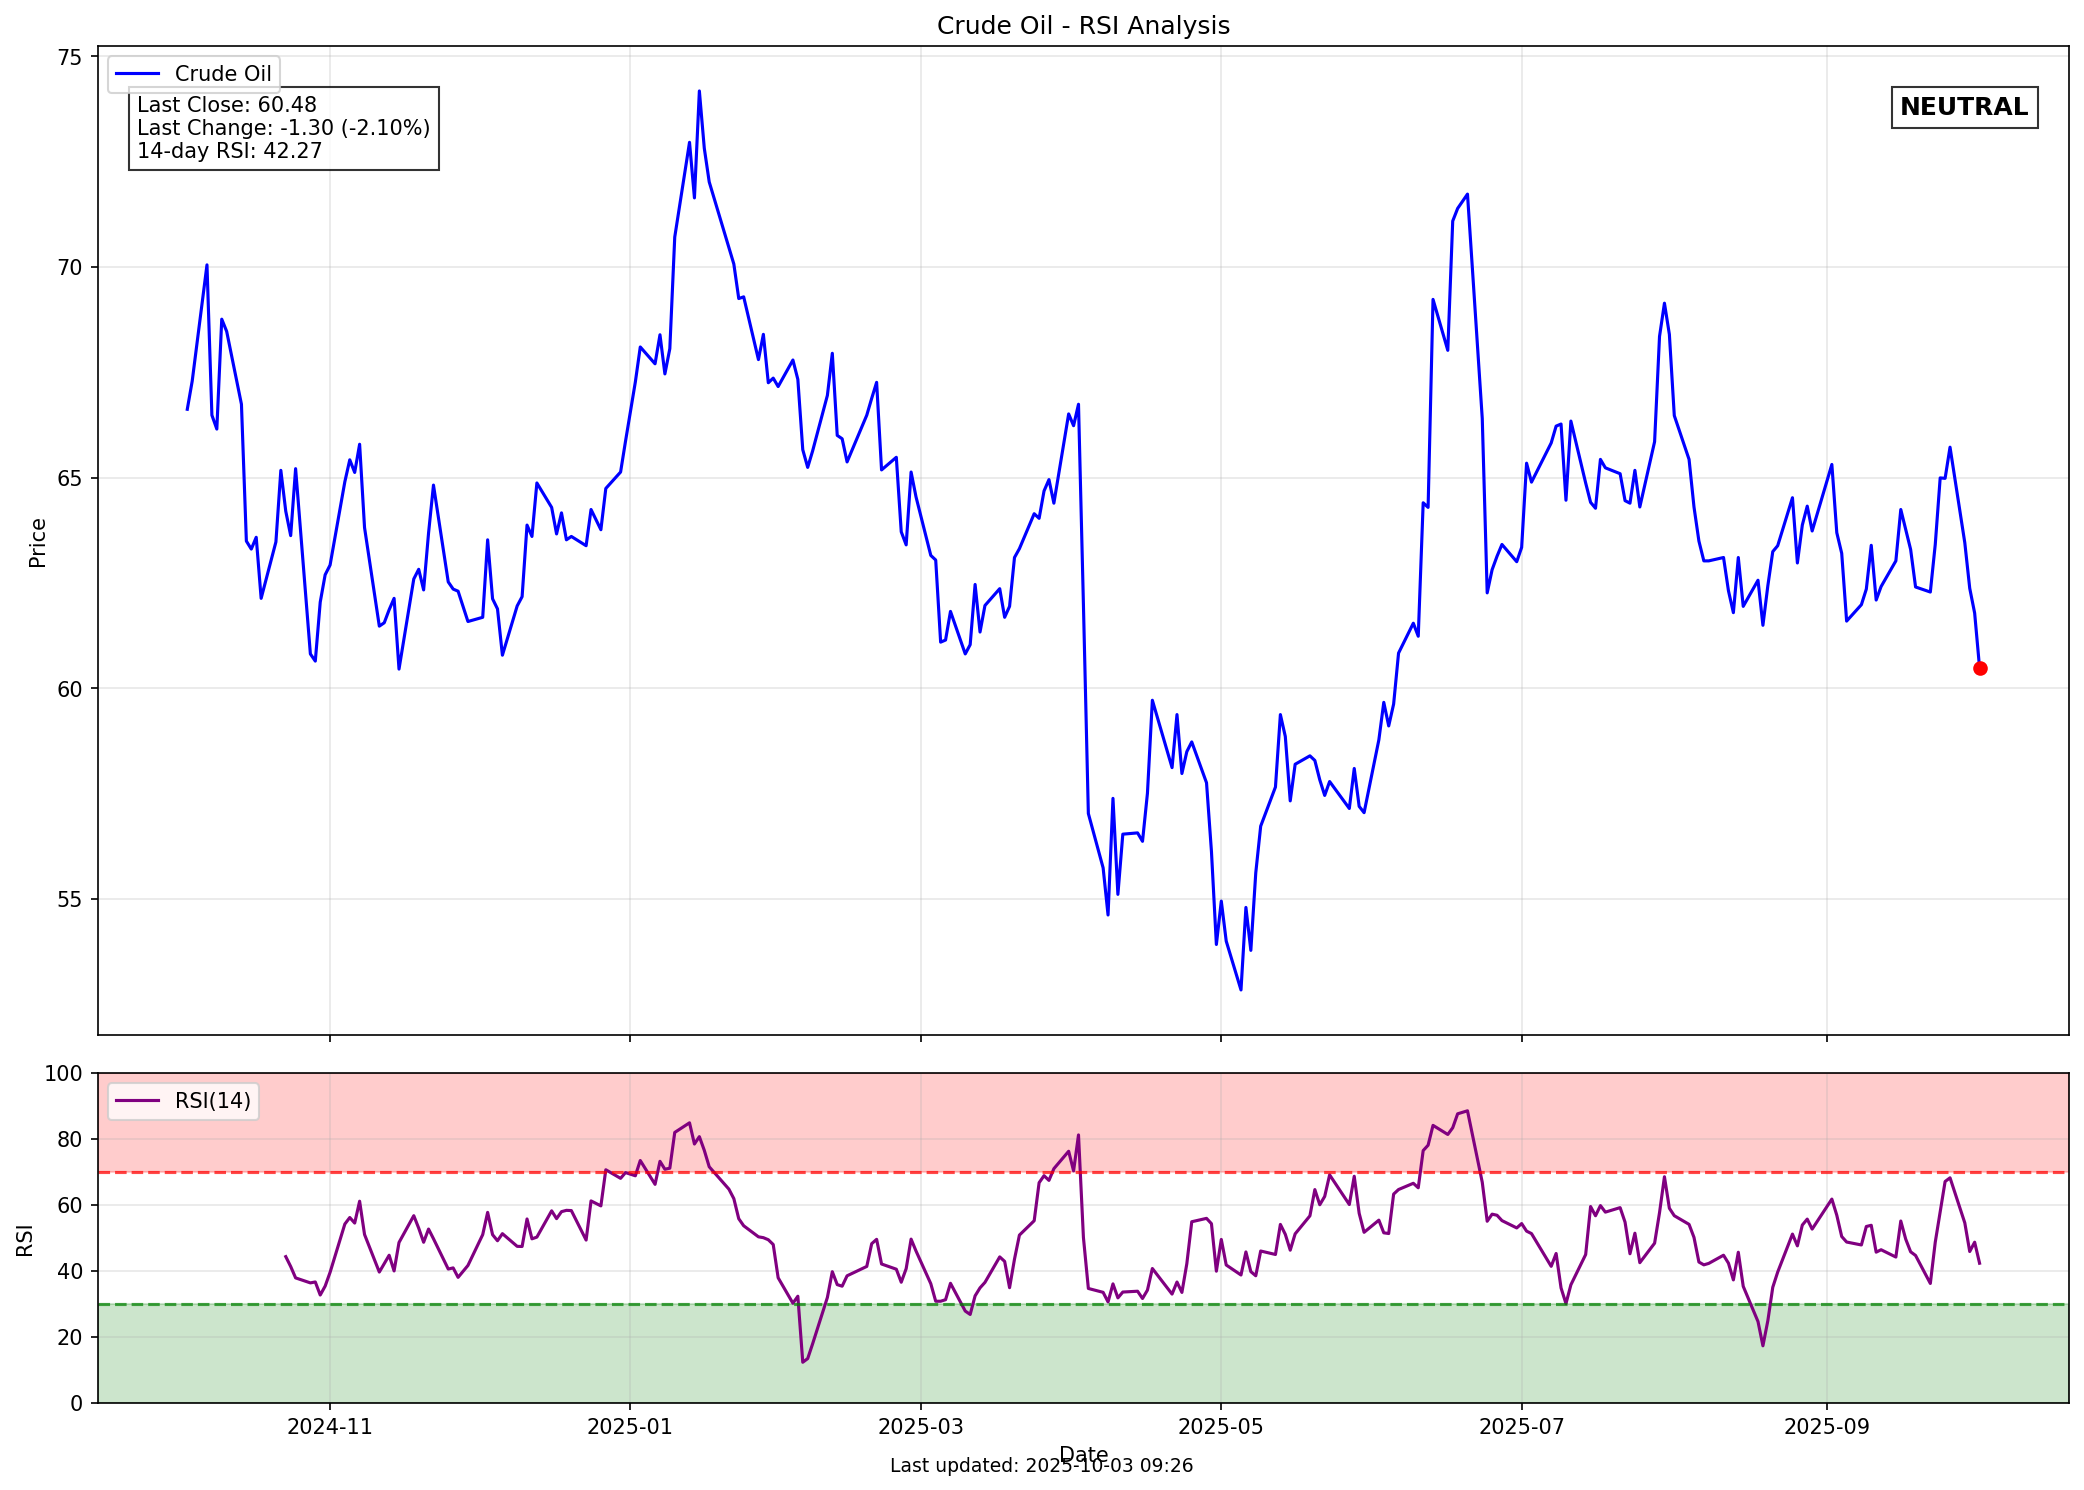 Crude Oil - RSI Analysis
Crude Oil
Last Close: 60.48
Last Change: -1.30 (-2.10%)
14-day RSI: 42.27
NEUTRAL
75
70
65
60
55
Price
RSI(14)
100
80
60
40
20
0
RSI
2024-11
2025-01
2025-03
2025-05
2025-07
2025-09
Date
Last updated: 2025-10-03 09:26